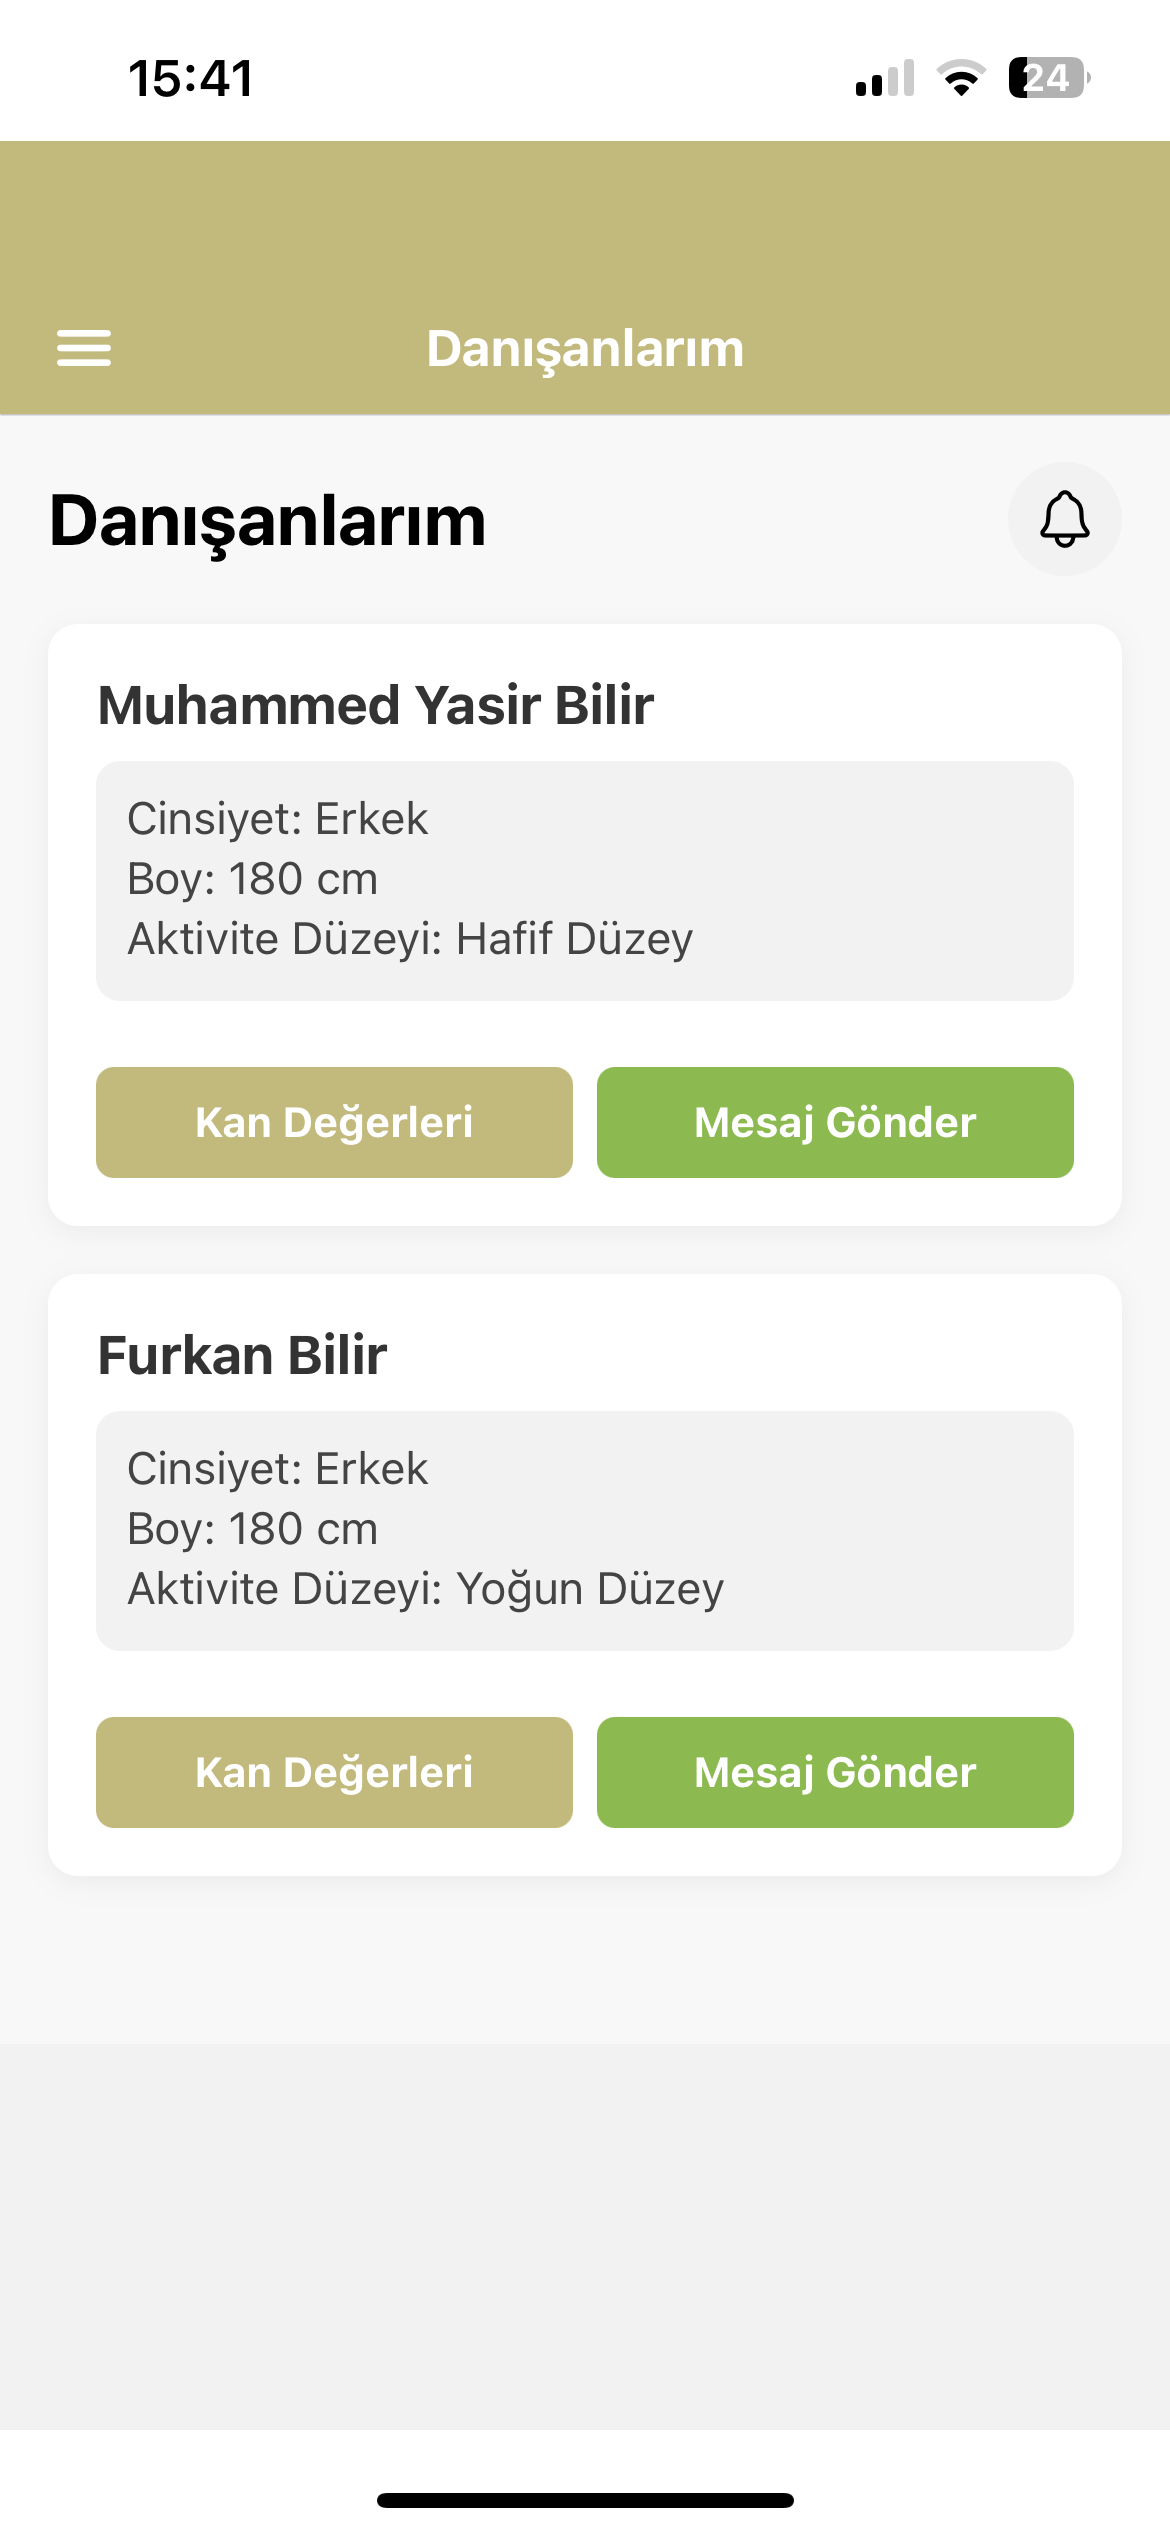 15:41
24
Danışanlarım
Danışanlarım
Muhammed Yasir Bilir
Cinsiyet: Erkek
Boy: 180 cm
Aktivite Düzeyi: Hafif Düzey
Kan Değerleri
Mesaj Gönder
Furkan Bilir
Cinsiyet: Erkek
Boy: 180 cm
Aktivite Düzeyi: Yoğun Düzey
Kan Değerleri
Mesaj Gönder